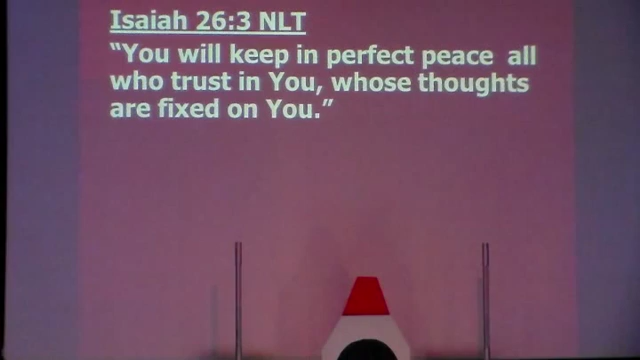 Isaiah 26:3 NLT
“You will keep in perfect peace all
who trust in You, whose thoughts
are fixed on You.”